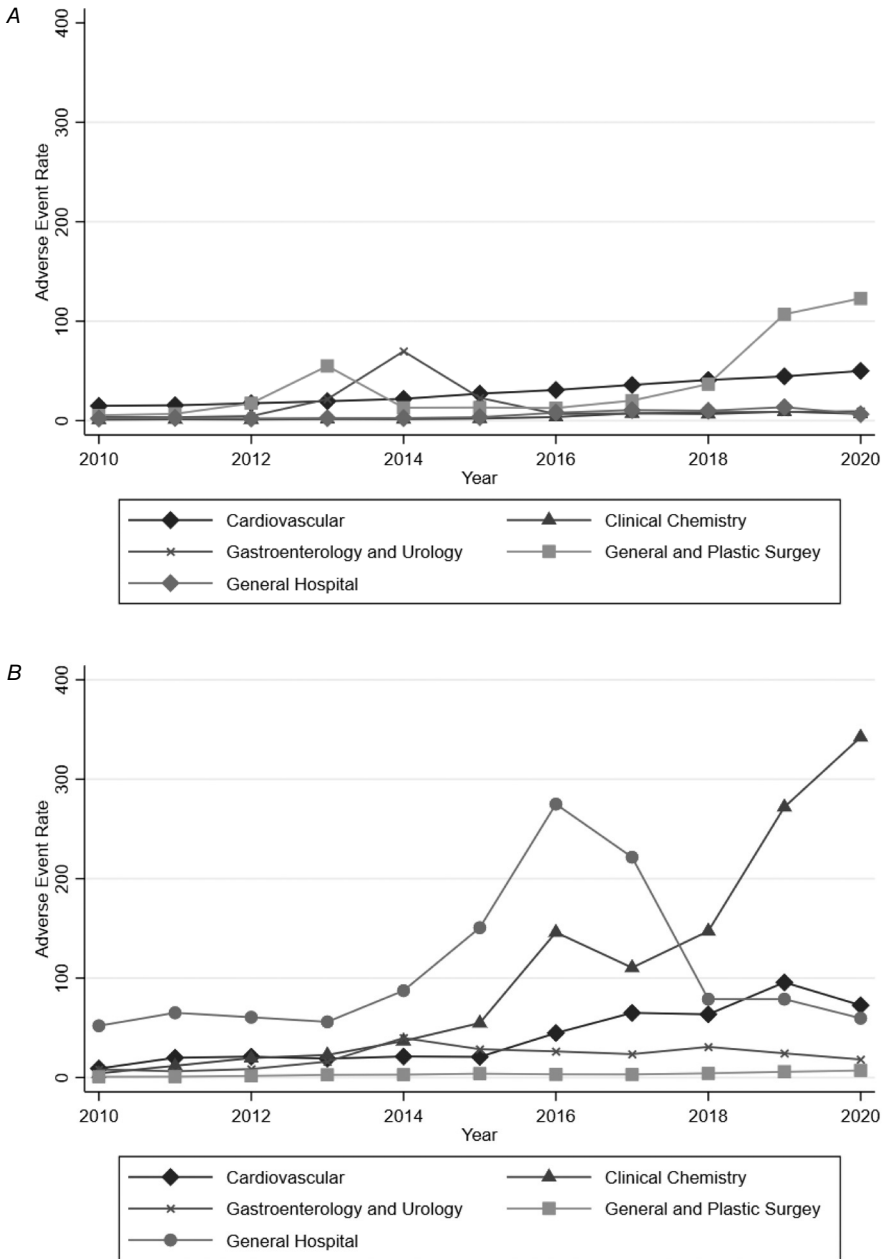 A
Adverse Event Rate
400
300
200
100
0
2010 2012 2014 2016 2018 2020
Year
Cardiovascular Clinical Chemistry
Gastroenterology and Urology General and Plastic Surgey
General Hospital
B
Adverse Event Rate
400
300
200
100
0
2010 2012 2014 2016 2018 2020
Year
Cardiovascular Clinical Chemistry
Gastroenterology and Urology General and Plastic Surgey
General Hospital